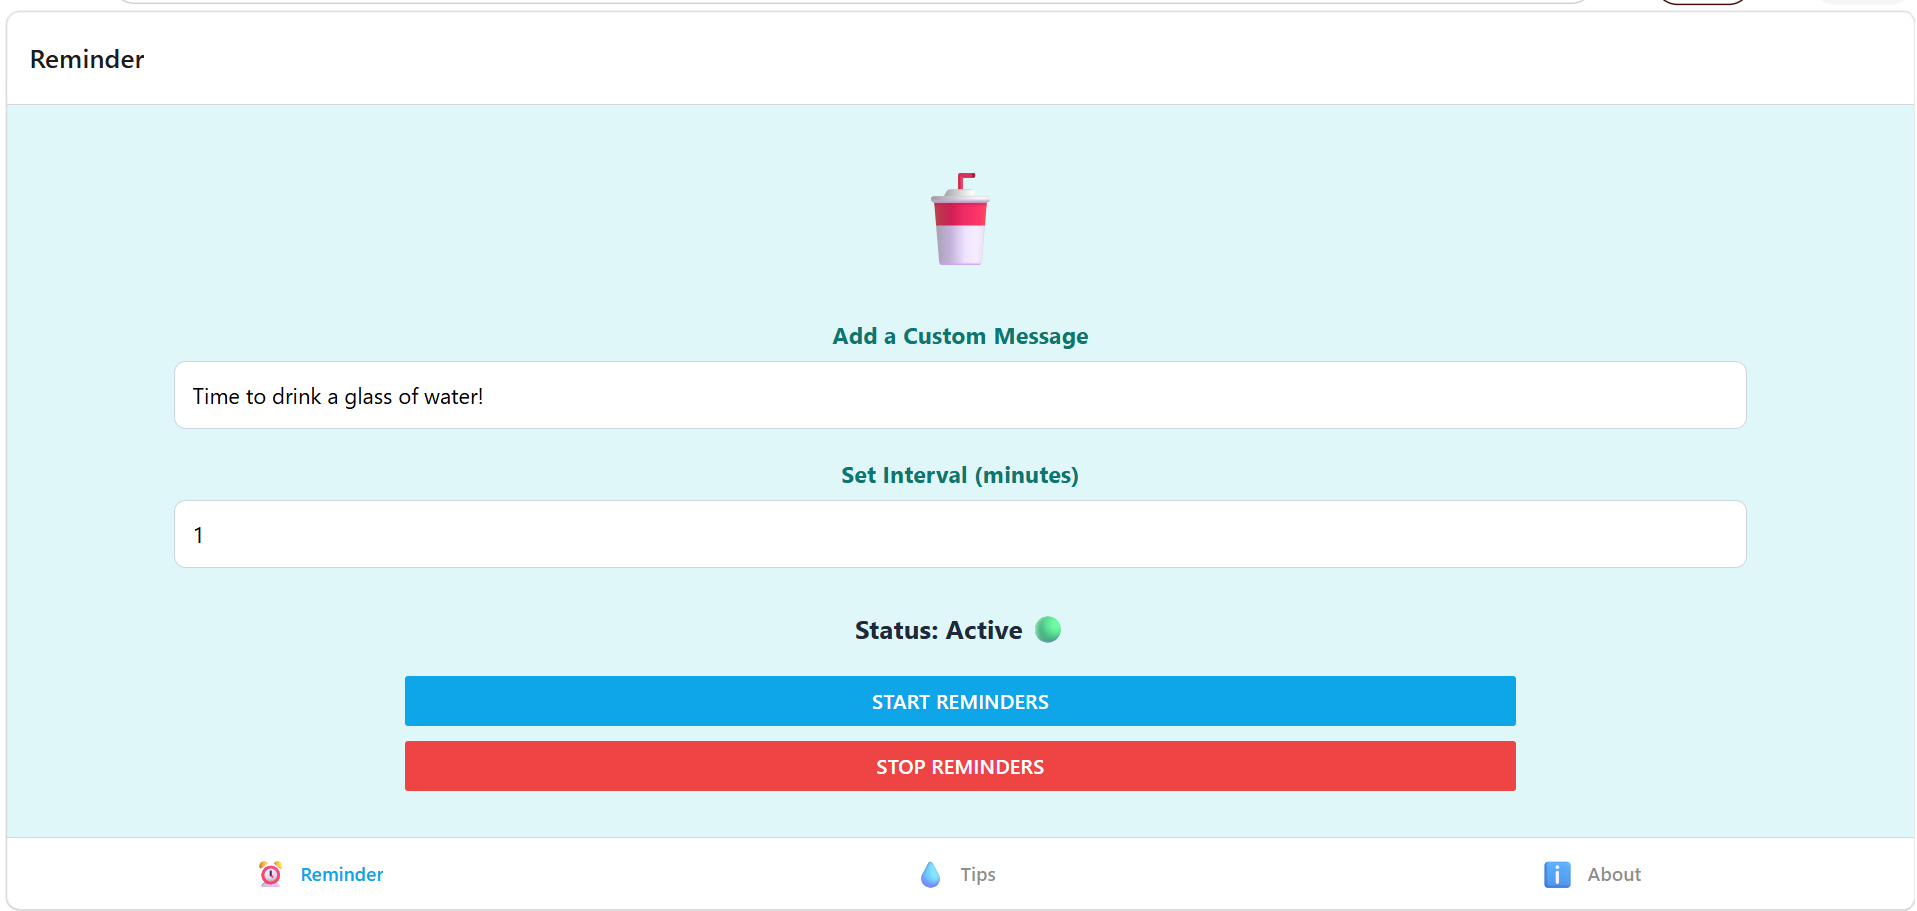 Reminder
Add a Custom Message
Time to drink a glass of water!
Set Interval (minutes)
1
Status: Active
START REMINDERS
STOP REMINDERS
Reminder
Tips
About